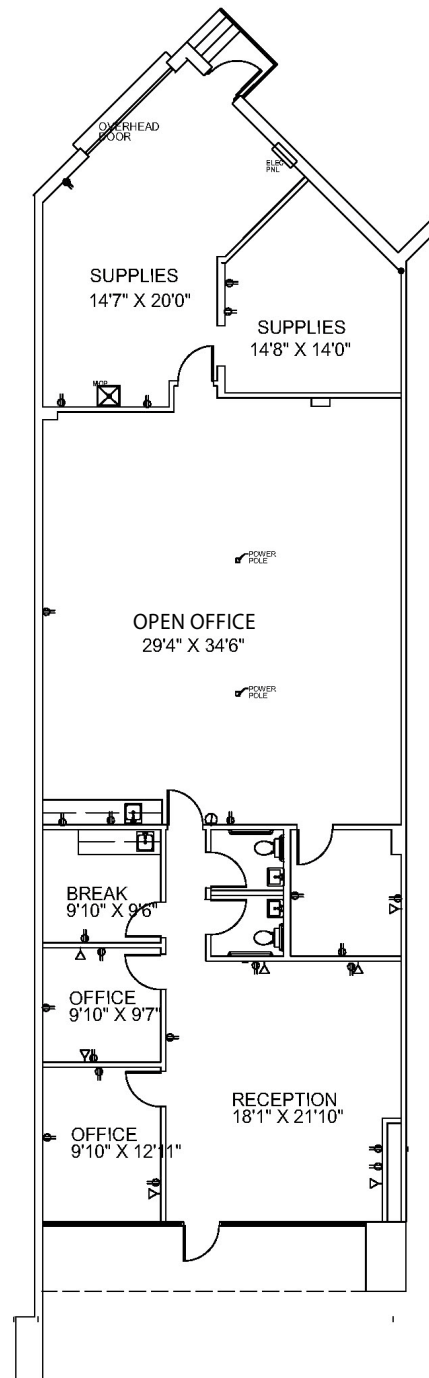 OVERHEAD
DOOR
ELEC
PNL
SUPPLIES
14'7" X 20'0"
SUPPLIES
14'8" X 14'0"
MOP
POWER
POLE
OPEN OFFICE
29'4" X 34'6"
POWER
POLE
BREAK
9'10" X 9'6"
OFFICE
9'10" X 9'7"
RECEPTION
18'1" X 21'10"
OFFICE
9'10" X 12'11"